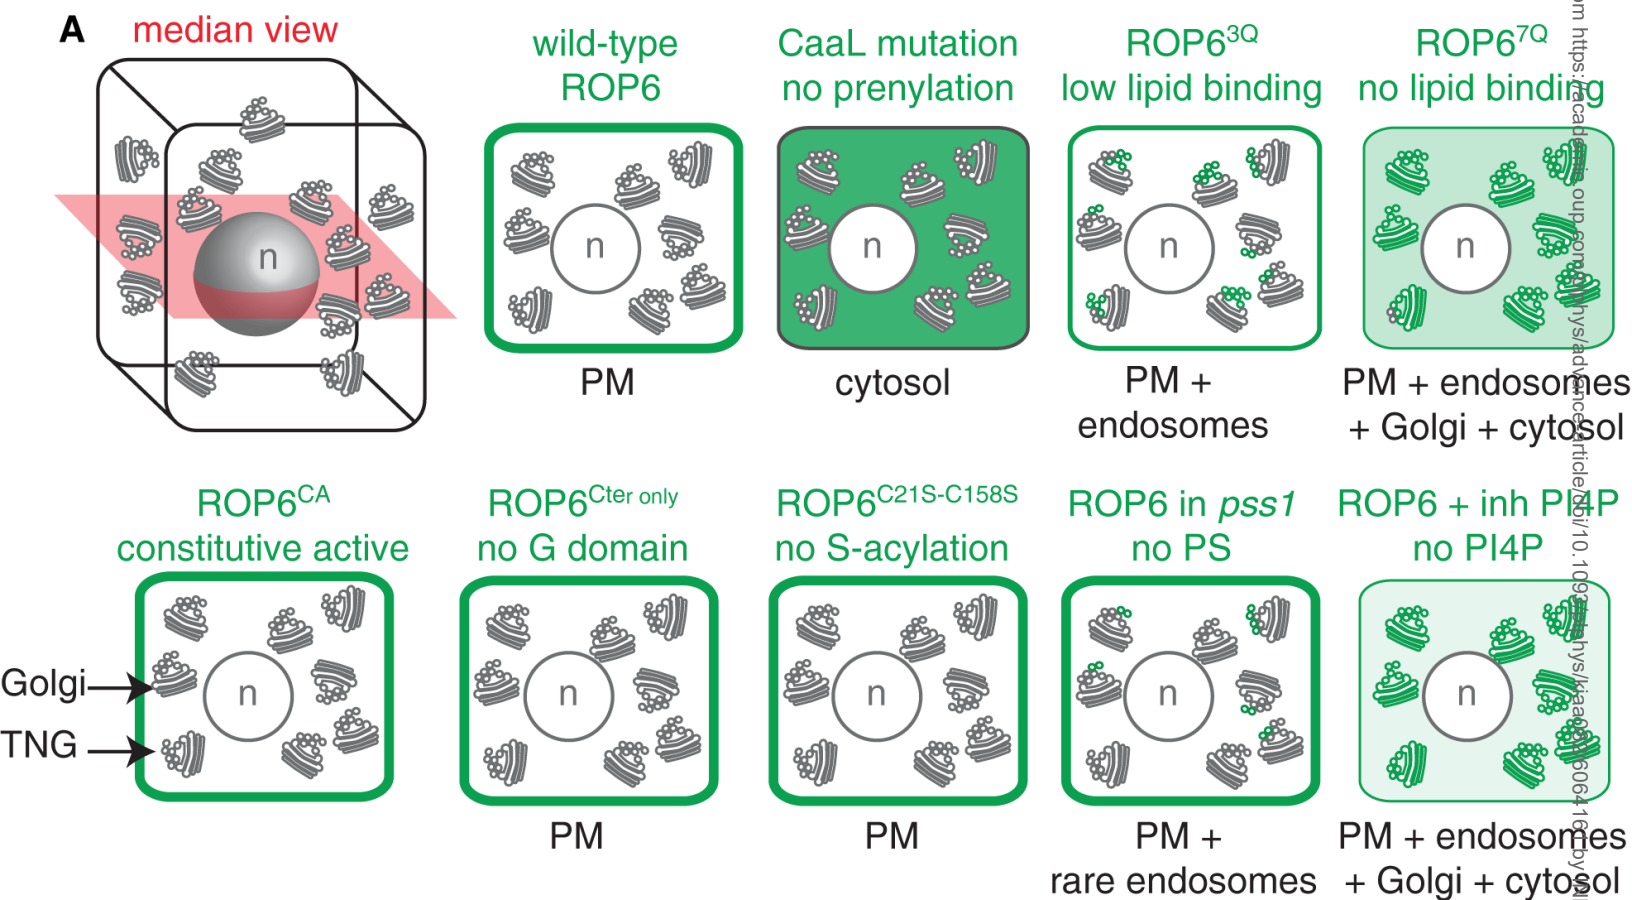 A
median view
wild-type
ROP6
CaaL mutation
no prenylation
ROP6^3Q
low lipid binding
ROP6^7Q
no lipid binding
n
n
n
n
n
PM
cytosol
PM +
endosomes
PM + endosomes
+ Golgi + cytosol
ROP6^CA
constitutive active
ROP6^Cter only
no G domain
ROP6^C21S-C158S
no S-acylation
ROP6 in pss1
no PS
ROP6 + inh PI4P
no PI4P
Golgi
TNG
n
n
n
n
n
PM
PM
PM +
rare endosomes
PM + endosomes
+ Golgi + cytosol